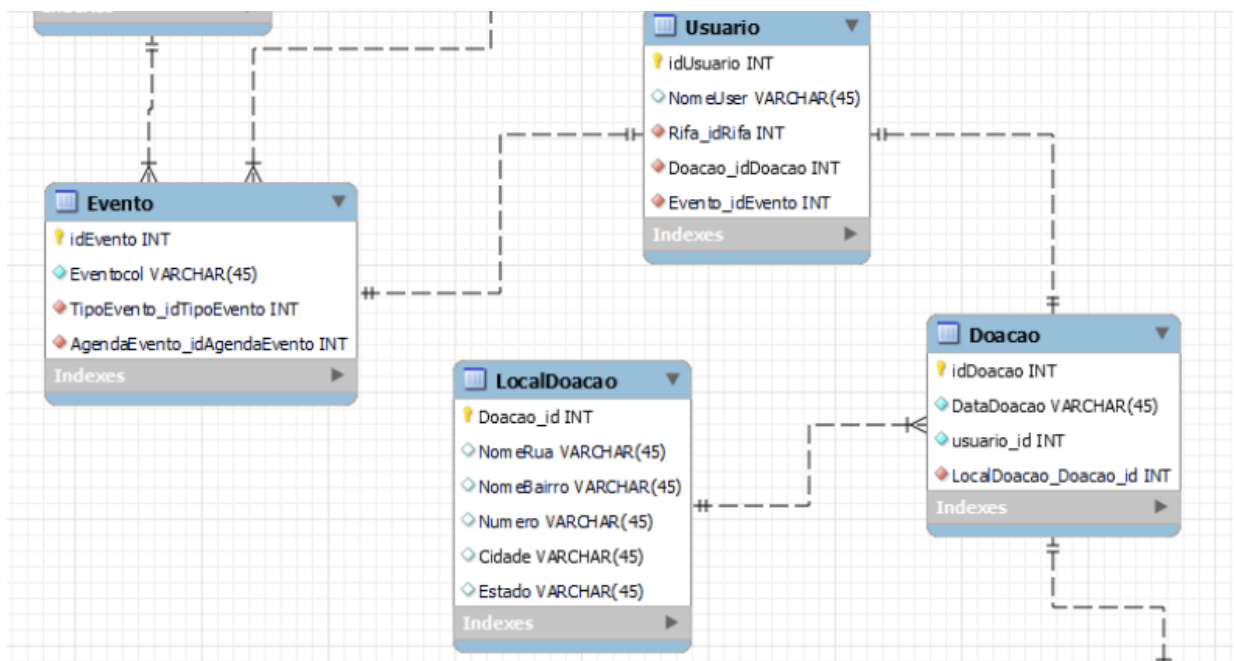 Indexes
Usuario
idUsuario INT
NomeUser VARCHAR(45)
Rifa_idRifa INT
Doacao_idDoacao INT
Evento_idEvento INT
Indexes
Evento
idEvento INT
Eventocol VARCHAR(45)
TipoEvento_idTipoEvento INT
AgendaEvento_idAgendaEvento INT
Indexes
LocalDoacao
Doacao_id INT
NomeRua VARCHAR(45)
NomeBairro VARCHAR(45)
Numero VARCHAR(45)
Cidade VARCHAR(45)
Estado VARCHAR(45)
Indexes
Doacao
idDoacao INT
DataDoacao VARCHAR(45)
usuario_id INT
LocalDoacao_Doacao_id INT
Indexes